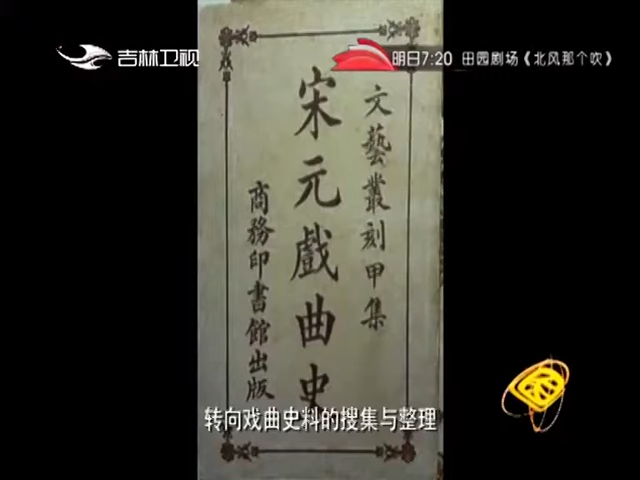 吉林卫视
明日7:20 田园剧场《北风那个吹》
文藝叢刻甲集
宋元戲曲史
商務印書館出版
转向戏曲史料的搜集与整理